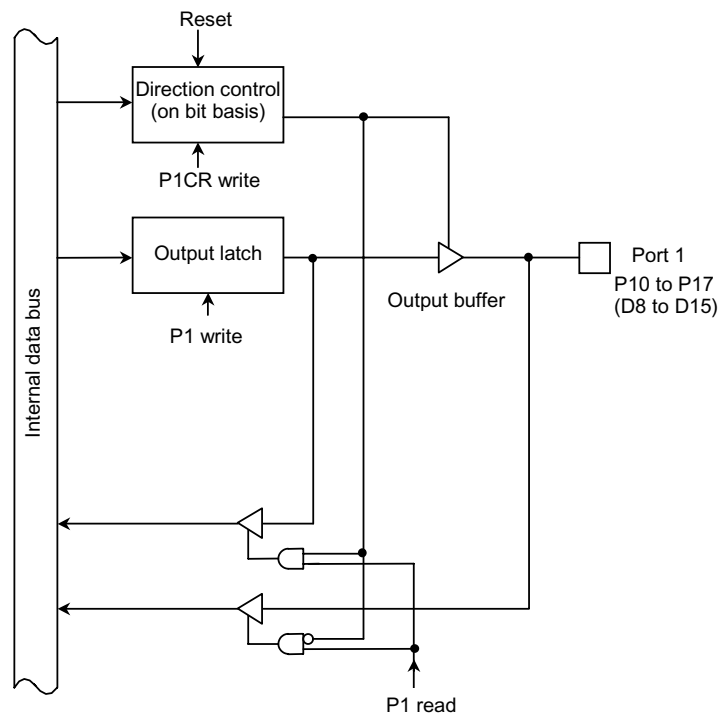 Reset
Direction control
(on bit basis)
P1CR write
Output latch
P1 write
Output buffer
Port 1
P10 to P17
(D8 to D15)
Internal data bus
P1 read